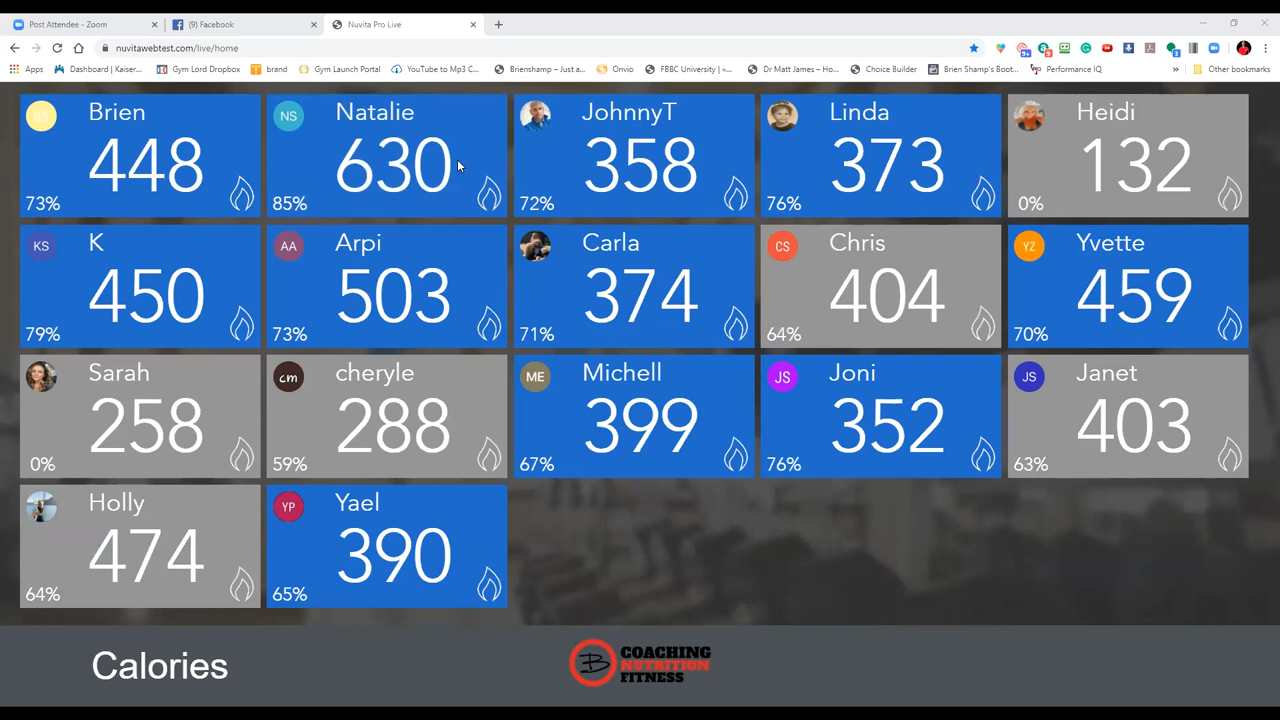 Post Attendee - Zoom
(9) Facebook
Nuvita Pro Live
nuvitawebtest.com/live/home
9+
9
3
Apps
Dashboard | Kaiser...
Gym Lord Dropbox
brand
Gym Launch Portal
YouTube to Mp3 C...
Brienshamp – Just a...
Onvio
FBBC University | »...
Dr Matt James – Ho...
Choice Builder
Brien Shamp's Boot...
Performance IQ
»
Other bookmarks
Brien
448
73%
NS
Natalie
630
85%
JohnnyT
358
72%
Linda
373
76%
Heidi
132
0%
KS
K
450
79%
AA
Arpi
503
73%
Carla
374
71%
CS
Chris
404
64%
YZ
Yvette
459
70%
Sarah
258
0%
cm
cheryle
288
59%
ME
Michell
399
67%
JS
Joni
352
76%
JS
Janet
403
63%
Holly
474
64%
YP
Yael
390
65%
Calories
B
COACHING
NUTRITION
FITNESS